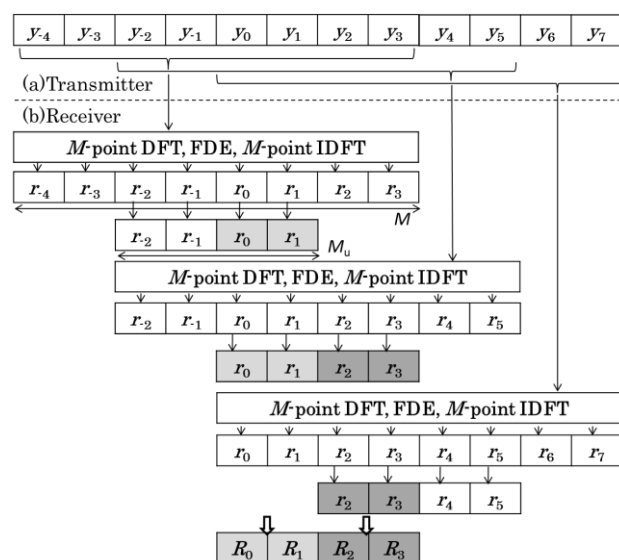 y-4 y-3 y-2 y-1 y0 y1 y2 y3 y4 y5 y6 y7
(a)Transmitter
(b)Receiver
M-point DFT, FDE, M-point IDFT
r-4 r-3 r-2 r-1 r0 r1 r2 r3
M
r-2 r-1 r0 r1
Mu
M-point DFT, FDE, M-point IDFT
r-2 r-1 r0 r1 r2 r3 r4 r5
r0 r1 r2 r3
M-point DFT, FDE, M-point IDFT
r0 r1 r2 r3 r4 r5 r6 r7
r2 r3 r4 r5
R0 R1 R2 R3